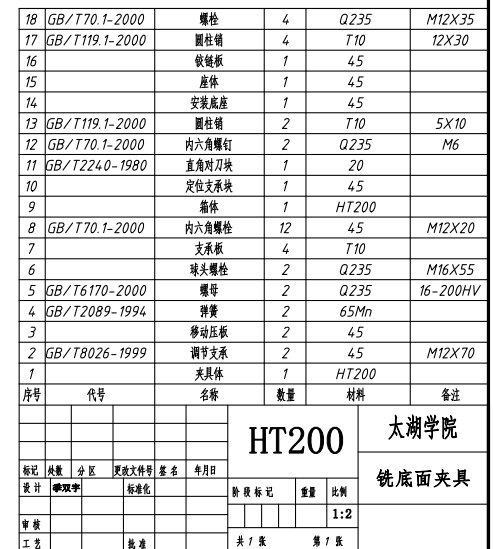 18 GB/T70.1-2000 螺栓 4 Q235 M12X35
17 GB/T119.1-2000 圆柱销 4 T10 12X30
16 铰链板 1 45
15 座体 1 45
14 安装底座 1 45
13 GB/T119.1-2000 圆柱销 2 T10 5X10
12 GB/T70.1-2000 内六角螺钉 2 Q235 M6
11 GB/T2240-1980 直角对刀块 1 20
10 定位支承块 1 45
9 箱体 1 HT200
8 GB/T70.1-2000 内六角螺栓 12 45 M12X20
7 支承板 4 T10
6 球头螺栓 2 Q235 M16X55
5 GB/T6170-2000 螺母 2 Q235 16-200HV
4 GB/T2089-1994 弹簧 2 65Mn
3 移动压板 2 45
2 GB/T8026-1999 调节支承 2 45 M12X70
1 夹具体 1 HT200
序号 代号 名称 数量 材料 备注
HT200 太湖学院
标记 处数 分区 更改文件号 签名 年月日 铣底面夹具
设计 季双宇 标准化 阶段标记 重量 比例
1:2
审核
工艺 批准 共 1 张 第 1 张